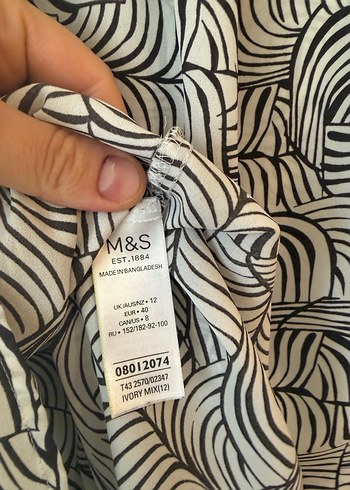 M&S
EST. 1884
MADE IN BANGLADESH
UK/AUS/NZ • 12
EUR • 40
CAN/US • 8
RU • 152/182-92-100
08012074
T43 2570/02347
IVORY MIX(12)